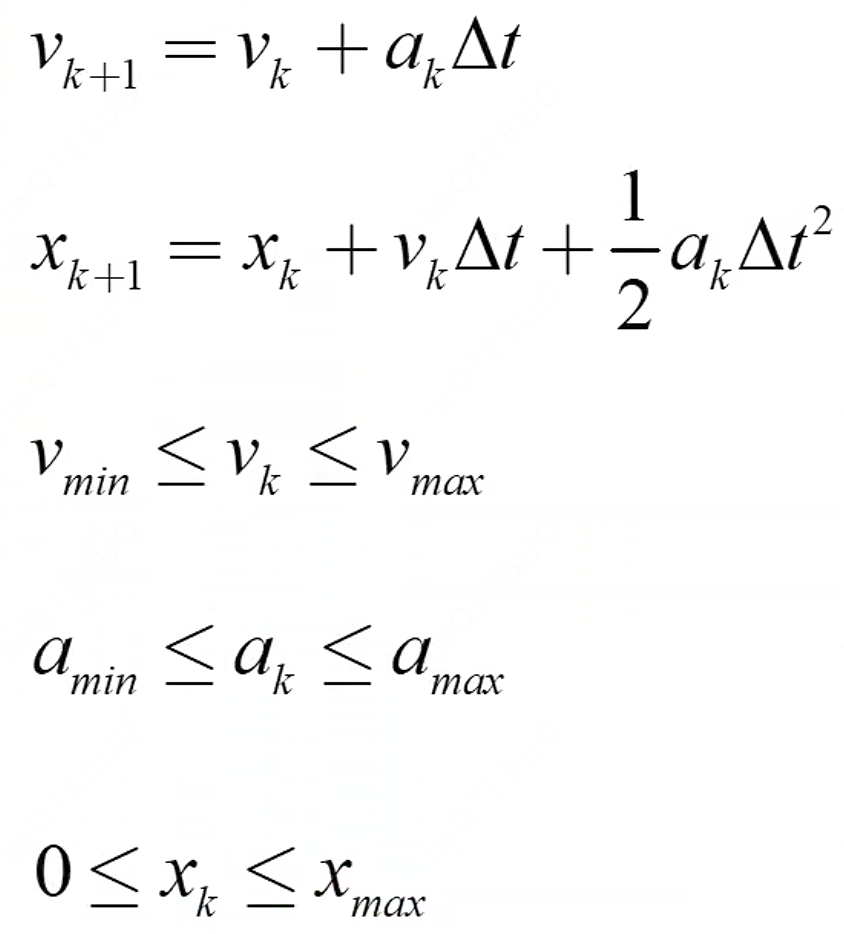 v_{k+1} = v_k + a_k Δt
x_{k+1} = x_k + v_k Δt + \frac{1}{2} a_k Δt^2
v_{min} ≤ v_k ≤ v_{max}
a_{min} ≤ a_k ≤ a_{max}
0 ≤ x_k ≤ x_{max}